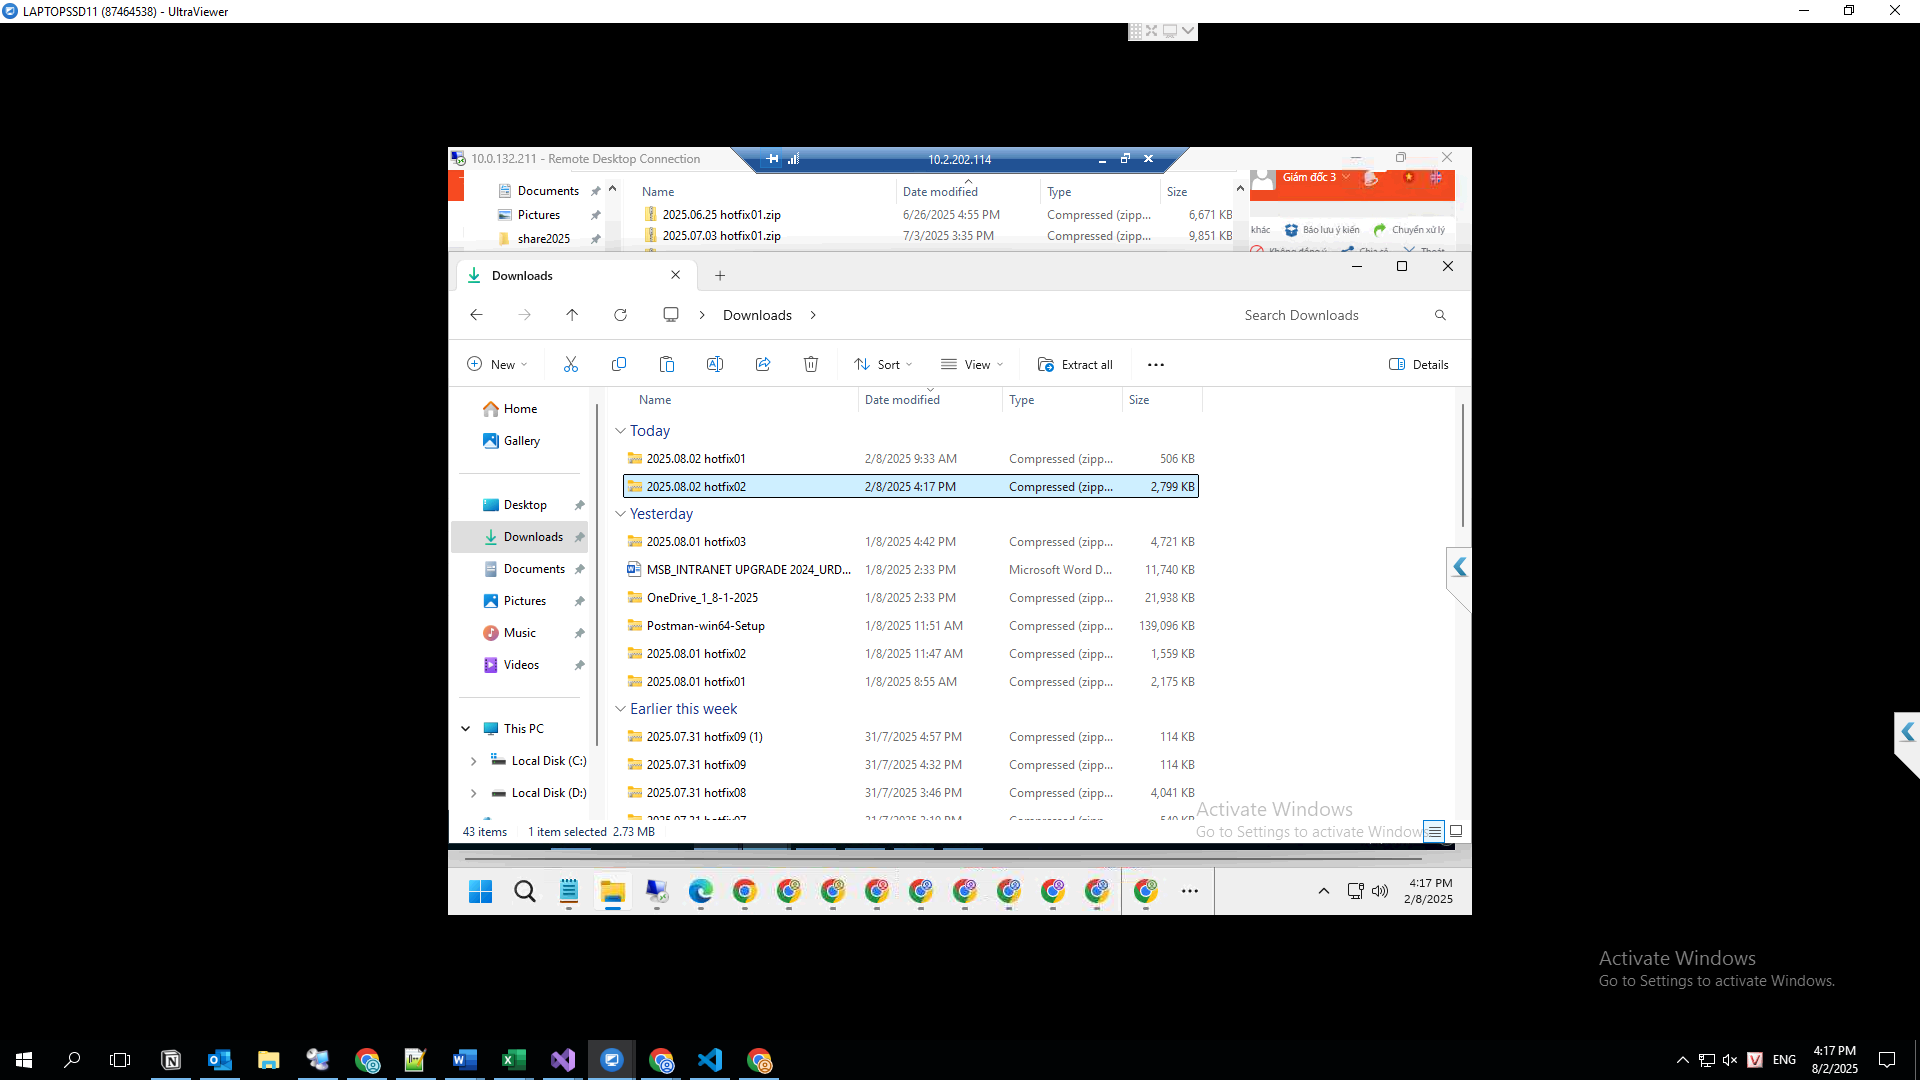 LAPTOPSSD11 (87464538) - UltraViewer
10.0.132.211 - Remote Desktop Connection
10.2.202.114
Giám đốc 3
Documents
Pictures
share2025
Name Date modified Type Size
2025.06.25 hotfix01.zip 6/26/2025 4:55 PM Compressed (zipp... 6,671 KB
2025.07.03 hotfix01.zip 7/3/2025 3:35 PM Compressed (zipp... 9,851 KB
khác Báo lưu ý kiến Chuyển xử lý
Downloads
Downloads
Search Downloads
New Sort View Extract all Details
Home
Gallery
Desktop
Downloads
Documents
Pictures
Music
Videos
This PC
Local Disk (C:)
Local Disk (D:)
Name Date modified Type Size
Today
2025.08.02 hotfix01 2/8/2025 9:33 AM Compressed (zipp... 506 KB
2025.08.02 hotfix02 2/8/2025 4:17 PM Compressed (zipp... 2,799 KB
Yesterday
2025.08.01 hotfix03 1/8/2025 4:42 PM Compressed (zipp... 4,721 KB
MSB_INTRANET UPGRADE 2024_URD... 1/8/2025 2:33 PM Microsoft Word D... 11,740 KB
OneDrive_1_8-1-2025 1/8/2025 2:33 PM Compressed (zipp... 21,938 KB
Postman-win64-Setup 1/8/2025 11:51 AM Compressed (zipp... 139,096 KB
2025.08.01 hotfix02 1/8/2025 11:47 AM Compressed (zipp... 1,559 KB
2025.08.01 hotfix01 1/8/2025 8:55 AM Compressed (zipp... 2,175 KB
Earlier this week
2025.07.31 hotfix09 (1) 31/7/2025 4:57 PM Compressed (zipp... 114 KB
2025.07.31 hotfix09 31/7/2025 4:32 PM Compressed (zipp... 114 KB
2025.07.31 hotfix08 31/7/2025 3:46 PM Compressed (zipp... 4,041 KB
Activate Windows
Go to Settings to activate Windows
43 items 1 item selected 2.73 MB
4:17 PM
2/8/2025
Activate Windows
Go to Settings to activate Windows.
ENG
4:17 PM
8/2/2025